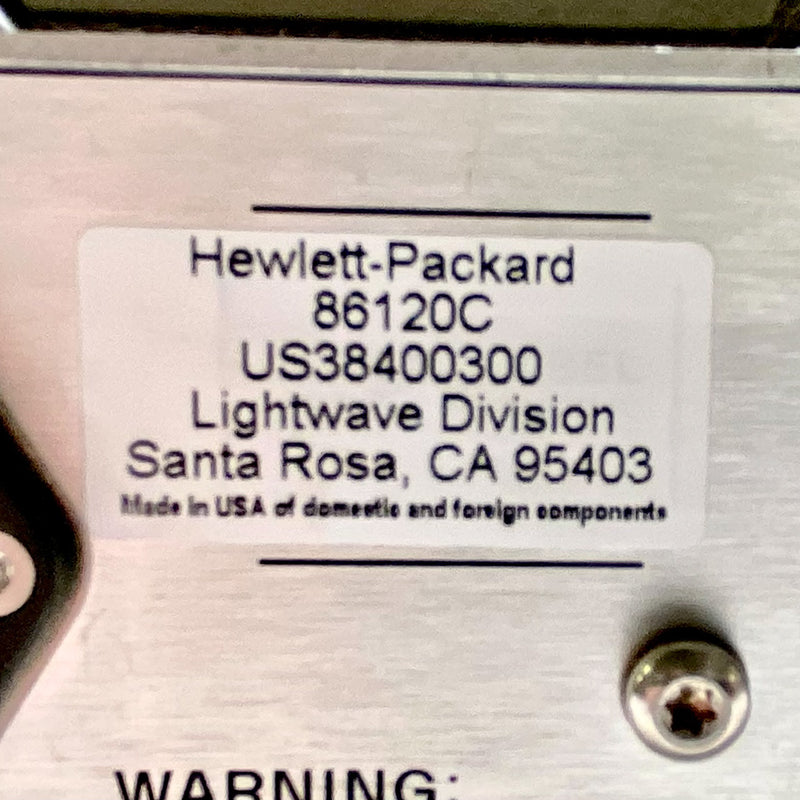 Hewlett-Packard
86120C
US38400300
Lightwave Division
Santa Rosa, CA 95403
Made in USA of domestic and foreign components
WARNING: